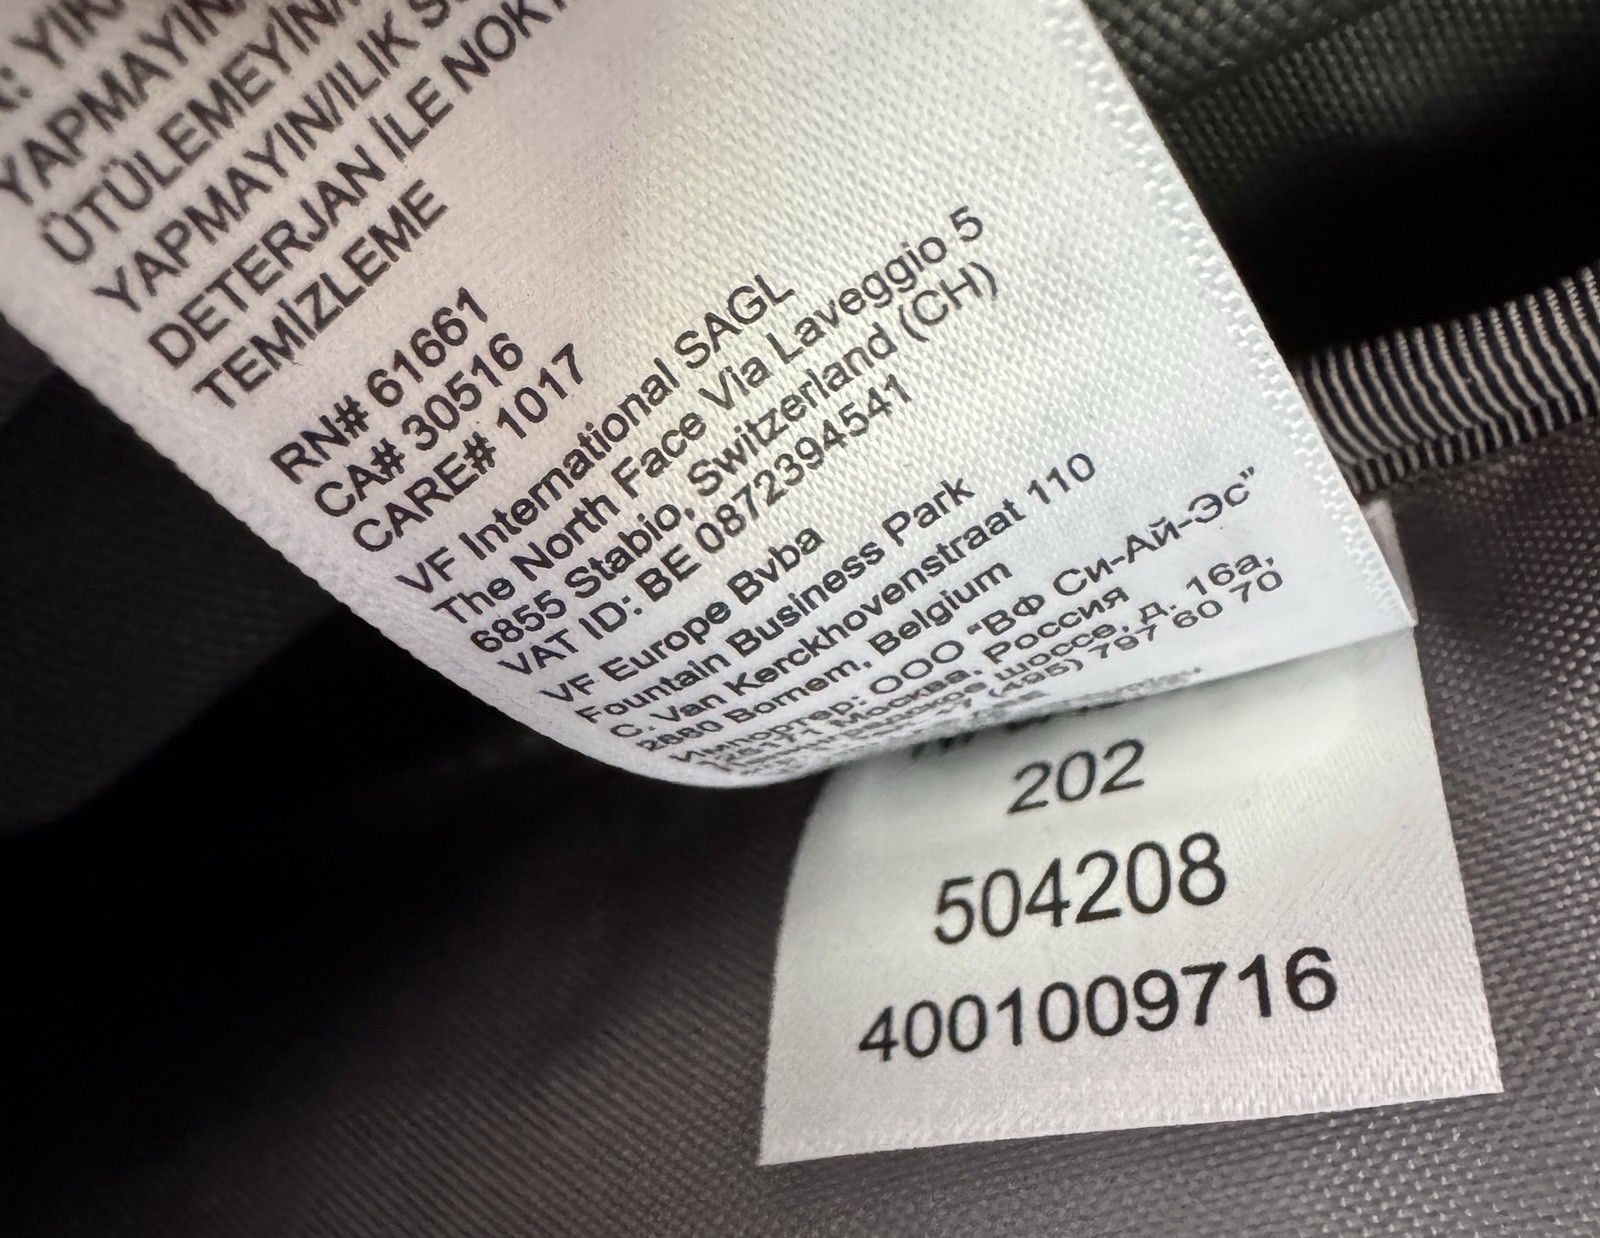 YAPMAYIN
ÜTÜLEMEYİN
YAPMAYIN/ILIK
DETERJAN İLE
TEMİZLEME
RN# 61661
CA# 30516
CARE# 1017
VF International SAGL
The North Face Via Laveggio 5
6855 Stabio, Switzerland (CH)
VAT ID: BE 0872394541
VF Europe Bvba
Fountain Business Park
C. Van Kerckhovenstraat 110
2880 Bornem, Belgium
Импортер: ООО “ВФ Си-Ай-Эс”
Москва, Россия
шоссе, д. 16а,
(495) 797 60 70
202
504208
4001009716